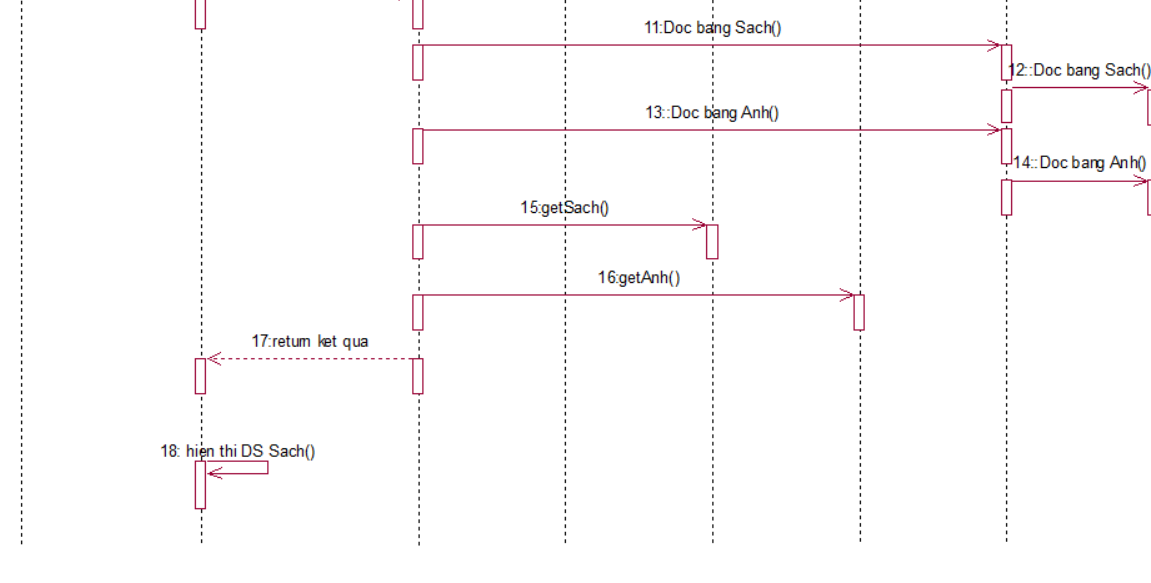 11:Doc bang Sach()
12::Doc bang Sach()
13::Doc bang Anh()
14::Doc bang Anh()
15:getSach()
16:getAnh()
17:return ket qua
18: hien thi DS Sach()